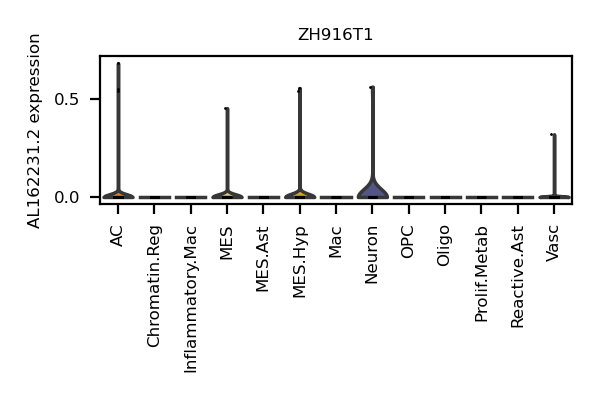 ZH916T1
AL162231.2 expression
0.5
0.0
AC
Chromatin.Reg
Inflammatory.Mac
MES
MES.Ast
MES.Hyp
Mac
Neuron
OPC
Oligo
Prolif.Metab
Reactive.Ast
Vasc